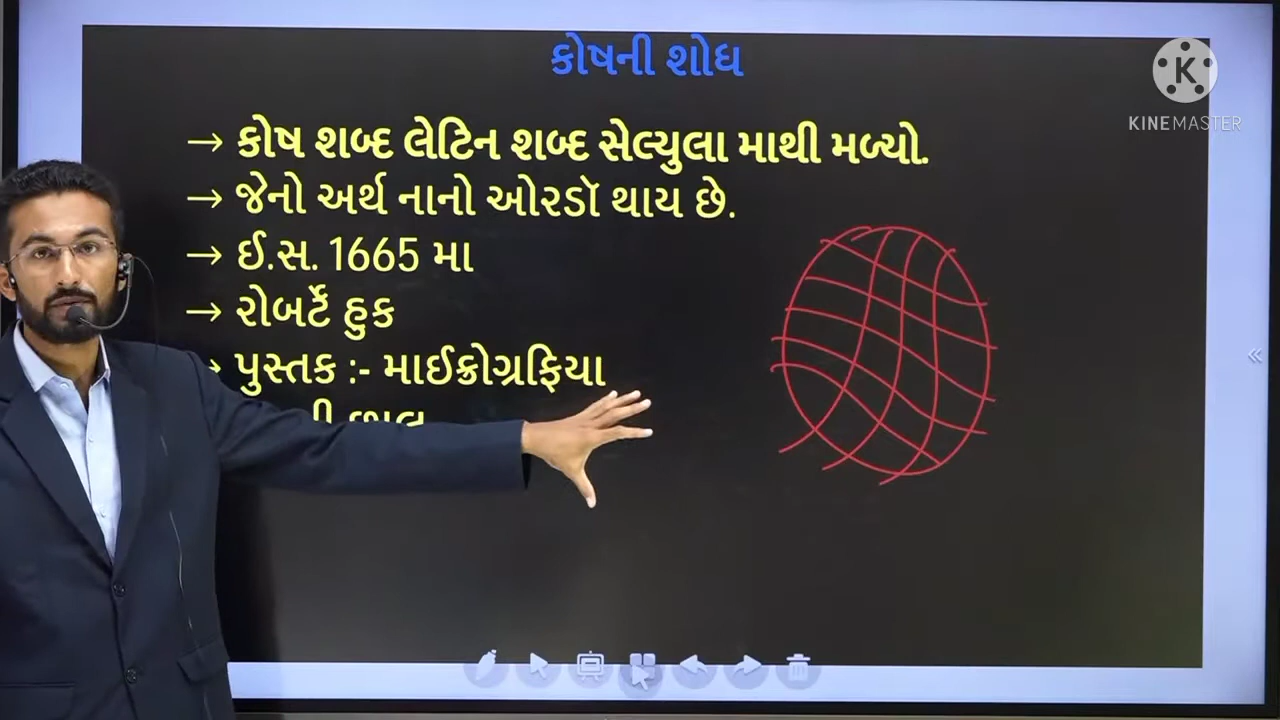 કોષની શોધ
→ કોષ શબ્દ લેટિન શબ્દ સેલ્યુલા માથી મળ્યો.
→ જેનો અર્થ નાનો ઓરડૉ થાય છે.
→ ઈ.સ. 1665 મા
→ રોબર્ટે હુક
→ પુસ્તક :- માઈક્રોગ્રફિયા
છાલ
K
KINEMASTER